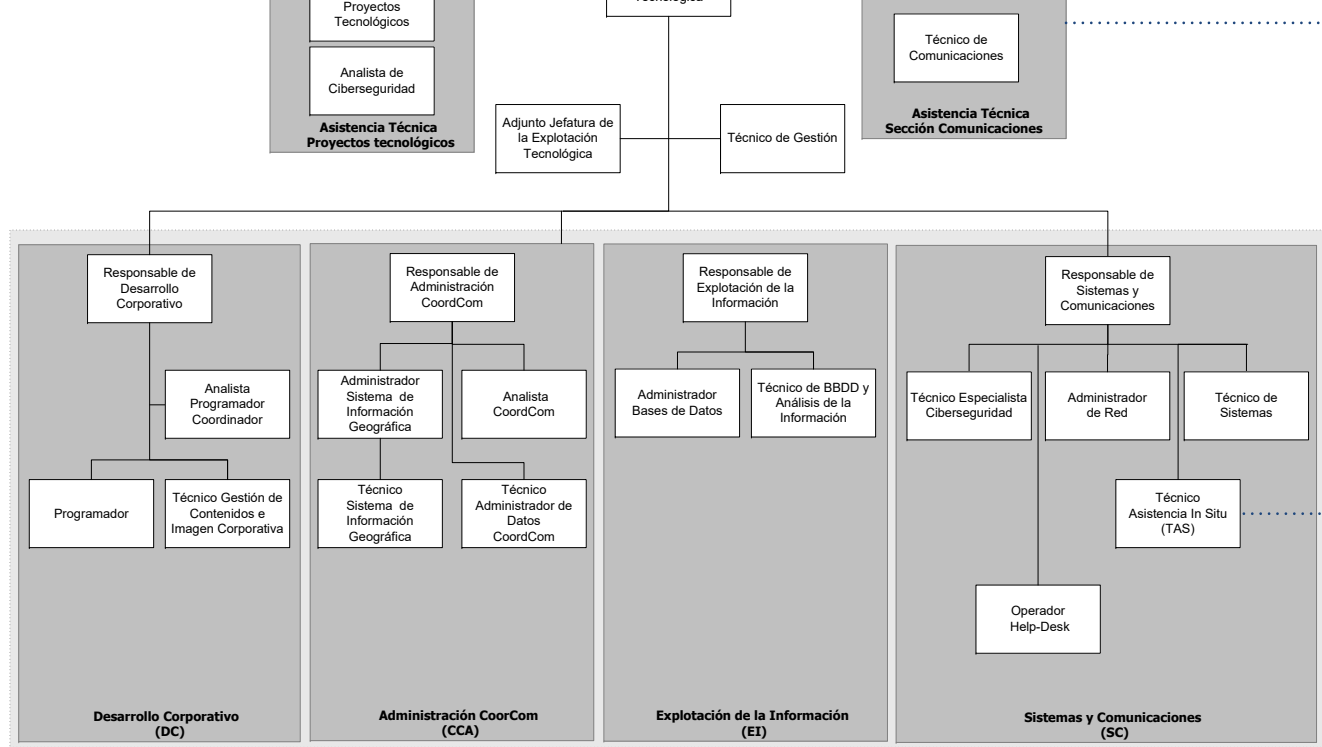 Proyectos
Tecnológicos
Analista de
Ciberseguridad
Asistencia Técnica
Proyectos tecnológicos
Técnico de
Comunicaciones
Asistencia Técnica
Sección Comunicaciones
Adjunto Jefatura de
la Explotación
Tecnológica
Técnico de Gestión
Responsable de
Desarrollo
Corporativo
Analista
Programador
Coordinador
Programador
Técnico Gestión de
Contenidos e
Imagen Corporativa
Desarrollo Corporativo
(DC)
Responsable de
Administración
CoordCom
Administrador
Sistema de
Información
Geográfica
Analista
CoordCom
Técnico
Sistema de
Información
Geográfica
Técnico
Administrador de
Datos
CoordCom
Administración CoorCom
(CCA)
Responsable de
Explotación de la
Información
Administrador
Bases de Datos
Técnico de BBDD y
Análisis de la
Información
Explotación de la Información
(EI)
Responsable de
Sistemas y
Comunicaciones
Técnico Especialista
Ciberseguridad
Administrador
de Red
Técnico de
Sistemas
Técnico
Asistencia In Situ
(TAS)
Operador
Help-Desk
Sistemas y Comunicaciones
(SC)